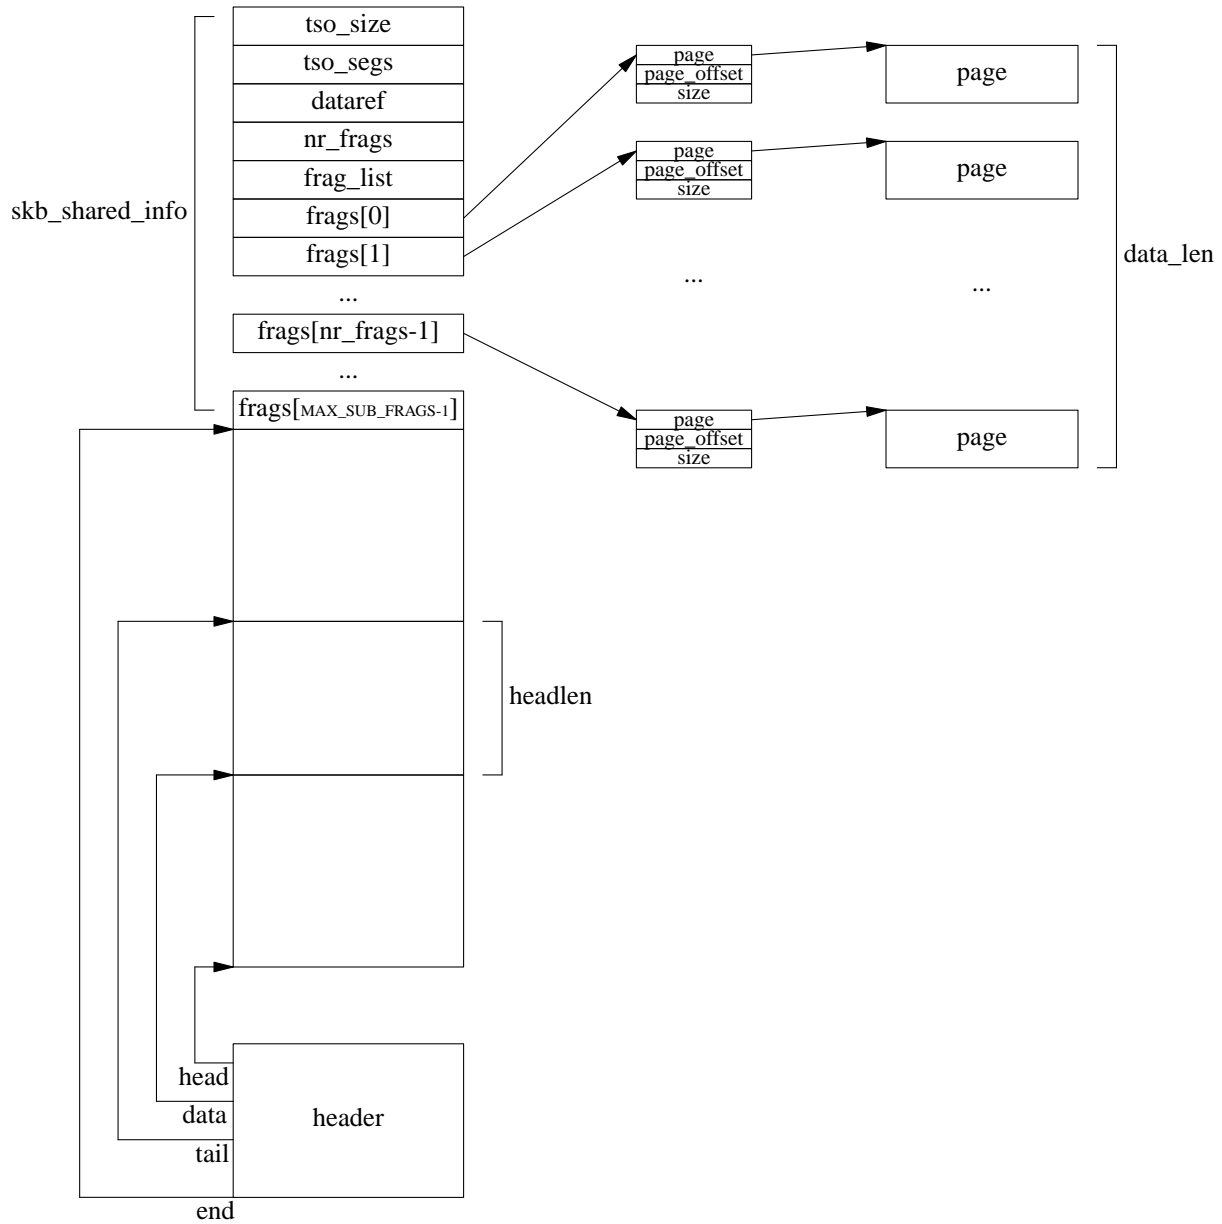 tso_size
tso_segs
dataref
nr_frags
frag_list
frags[0]
frags[1]
...
frags[nr_frags-1]
...
frags[MAX_SUB_FRAGS-1]
skb_shared_info
page
page_offset
size
page
page
page_offset
size
page
...
...
page
page_offset
size
page
data_len
headlen
head
data
tail
end
header